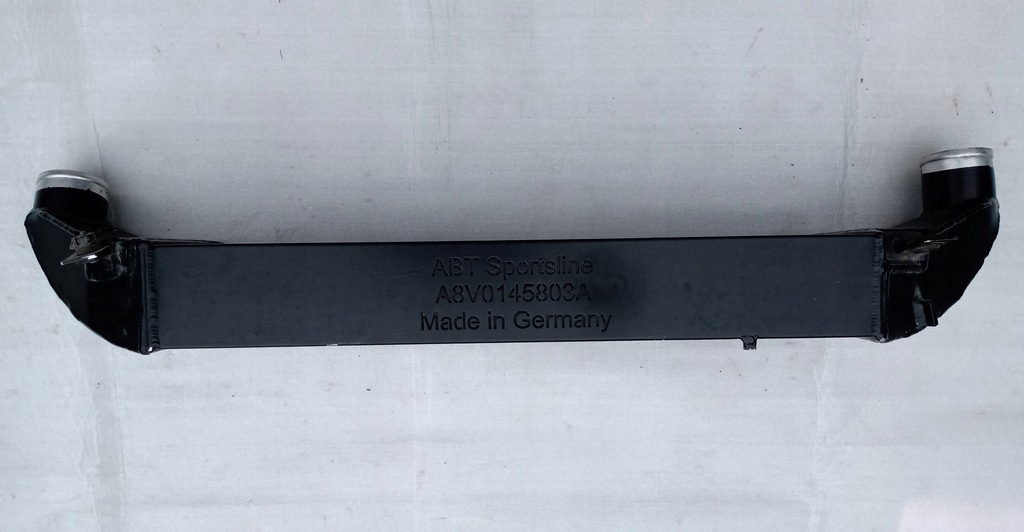 ABT Sportsline
A8V0145803A
Made in Germany